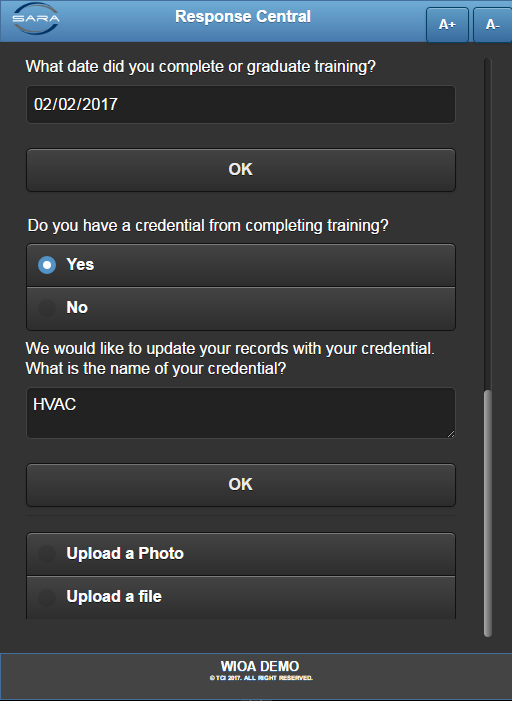 SARA
Response Central
A+
A-
What date did you complete or graduate training?
02/02/2017
OK
Do you have a credential from completing training?
Yes
No
We would like to update your records with your credential.
What is the name of your credential?
HVAC
OK
Upload a Photo
Upload a file
WIOA DEMO
© TCI 2017. ALL RIGHT RESERVED.